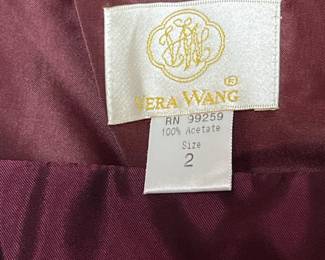 VERA WANG
RN 99259
100% Acetate
Size
2